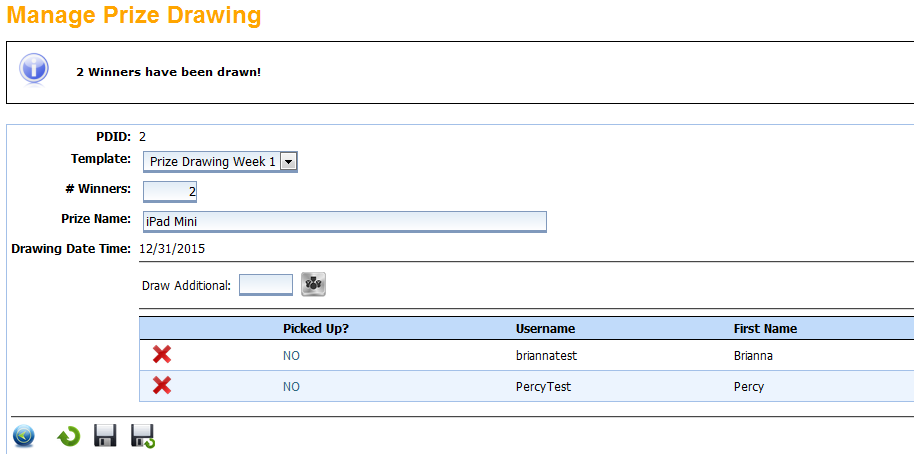 Manage Prize Drawing
2 Winners have been drawn!
PDID: 2
Template: Prize Drawing Week 1
# Winners: 2
Prize Name: iPad Mini
Drawing Date Time: 12/31/2015
Draw Additional:
Picked Up? Username First Name
NO briannatest Brianna
NO PercyTest Percy